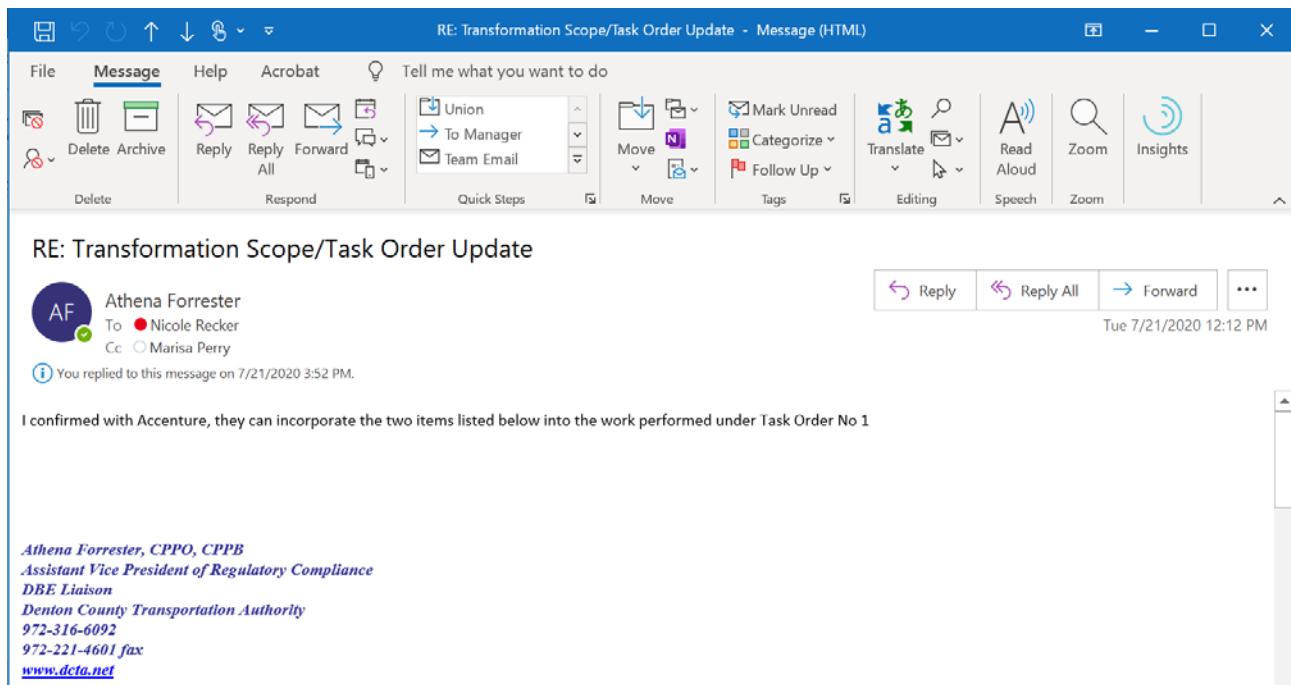 RE: Transformation Scope/Task Order Update - Message (HTML)
File Message Help Acrobat Tell me what you want to do
Delete Archive
Reply
Reply All
Forward
Union
To Manager
Team Email
Move
Mark Unread
Categorize
Follow Up
Translate
Read Aloud
Zoom
Insights
Delete Respond Quick Steps Move Tags Editing Speech Zoom
RE: Transformation Scope/Task Order Update
AF
Athena Forrester
To Nicole Recker
Cc Marisa Perry
Reply Reply All Forward
Tue 7/21/2020 12:12 PM
You replied to this message on 7/21/2020 3:52 PM.
I confirmed with Accenture, they can incorporate the two items listed below into the work performed under Task Order No 1
Athena Forrester, CPPO, CPPB
Assistant Vice President of Regulatory Compliance
DBE Liaison
Denton County Transportation Authority
972-316-6092
972-221-4601 fax
www.dcta.net